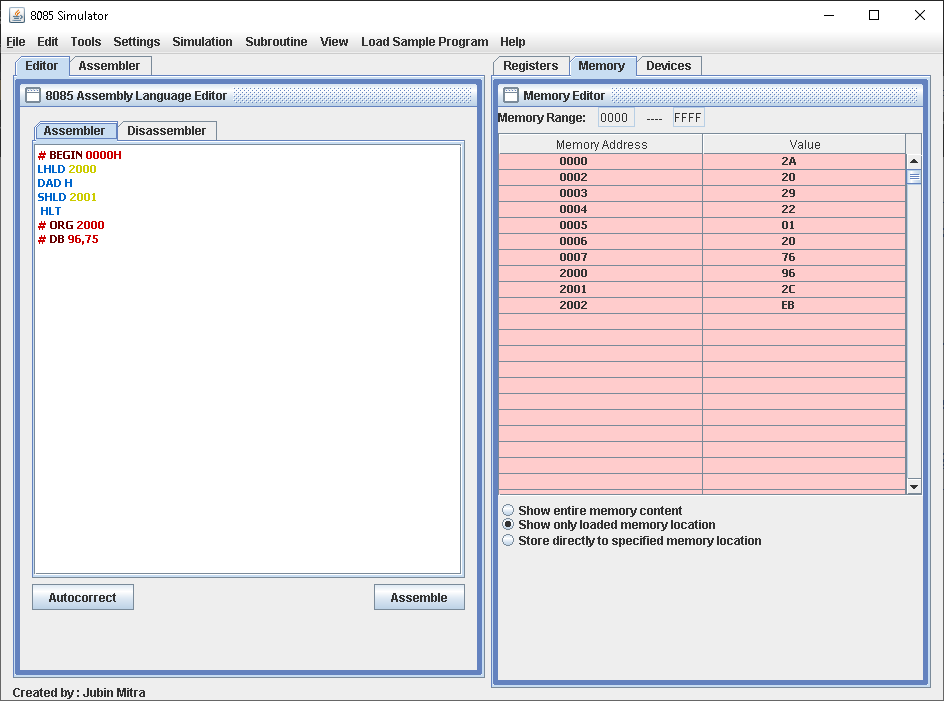 8085 Simulator
File Edit Tools Settings Simulation Subroutine View Load Sample Program Help
Editor Assembler
8085 Assembly Language Editor
Assembler Disassembler
# BEGIN 0000H
LHLD 2000
DAD H
SHLD 2001
HLT
# ORG 2000
# DB 96,75
Autocorrect Assemble
Created by : Jubin Mitra
Registers Memory Devices
Memory Editor
Memory Range: 0000 ---- FFFF
Memory Address Value
0000 2A
0002 20
0003 29
0004 22
0005 01
0006 20
0007 76
2000 96
2001 2C
2002 EB
Show entire memory content
Show only loaded memory location
Store directly to specified memory location